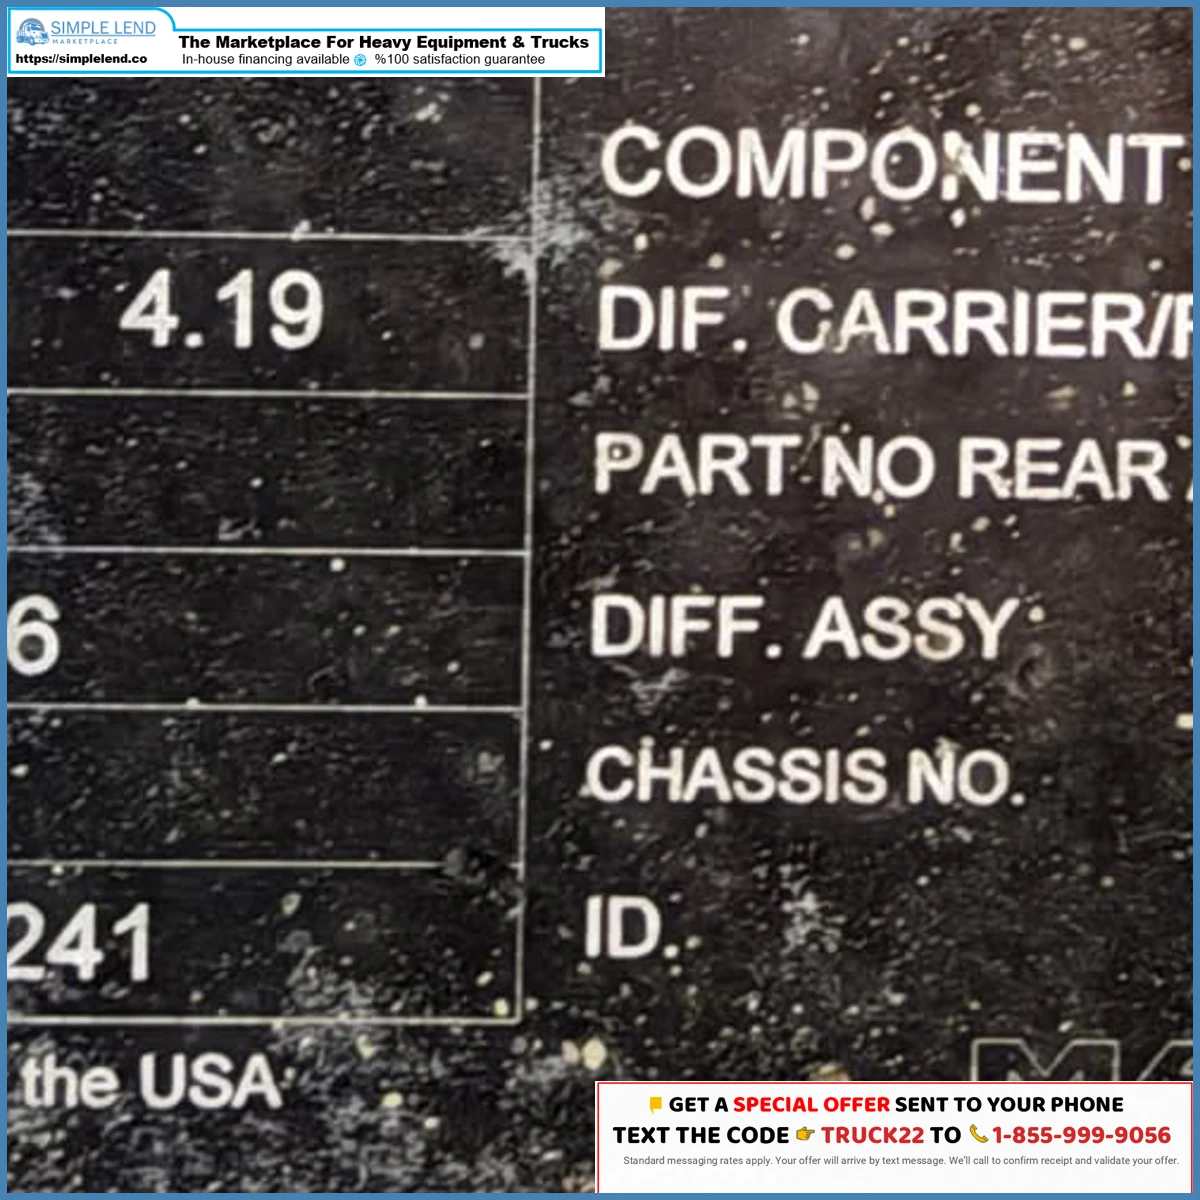 SIMPLE LEND
MARKETPLACE
https://simplelend.co
The Marketplace For Heavy Equipment & Trucks
In-house financing available %100 satisfaction guarantee
COMPONENT
4.19
DIF. CARRIER/
PART NO REAR
6
DIFF. ASSY
CHASSIS NO.
241
ID.
the USA
GET A SPECIAL OFFER SENT TO YOUR PHONE
TEXT THE CODE 👉 TRUCK22 TO 📞 1-855-999-9056
Standard messaging rates apply. Your offer will arrive by text message. We'll call to confirm receipt and validate your offer.